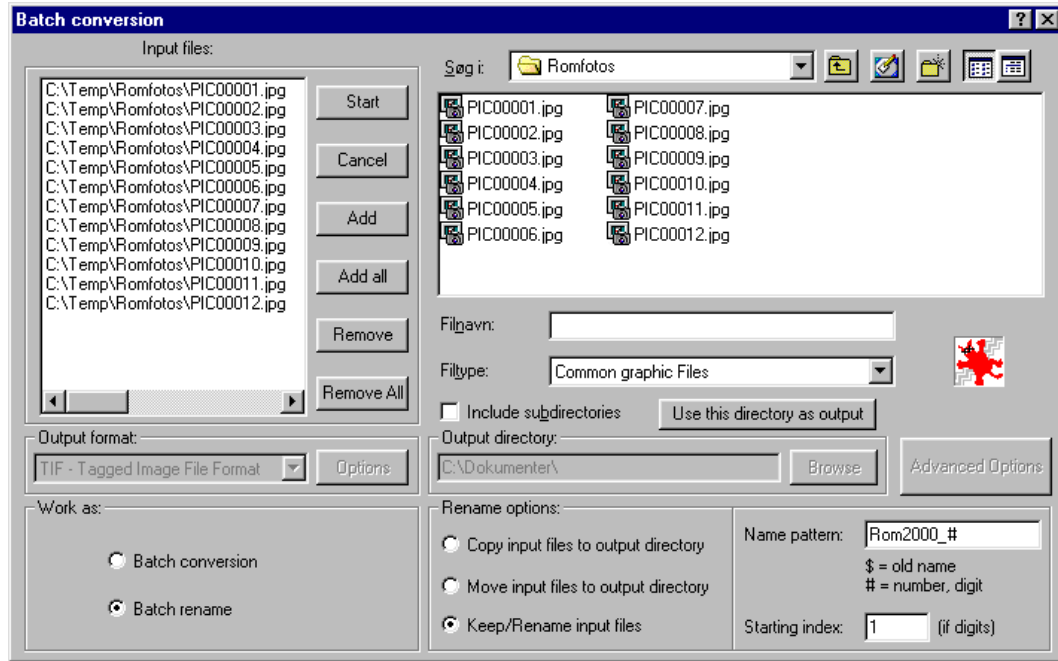 Batch conversion
Input files:
C:\Temp\Romfotos\PIC00001.jpg
C:\Temp\Romfotos\PIC00002.jpg
C:\Temp\Romfotos\PIC00003.jpg
C:\Temp\Romfotos\PIC00004.jpg
C:\Temp\Romfotos\PIC00005.jpg
C:\Temp\Romfotos\PIC00006.jpg
C:\Temp\Romfotos\PIC00007.jpg
C:\Temp\Romfotos\PIC00008.jpg
C:\Temp\Romfotos\PIC00009.jpg
C:\Temp\Romfotos\PIC00010.jpg
C:\Temp\Romfotos\PIC00011.jpg
C:\Temp\Romfotos\PIC00012.jpg
Start
Cancel
Add
Add all
Remove
Remove All
Søg i:
Romfotos
PIC00001.jpg
PIC00002.jpg
PIC00003.jpg
PIC00004.jpg
PIC00005.jpg
PIC00006.jpg
PIC00007.jpg
PIC00008.jpg
PIC00009.jpg
PIC00010.jpg
PIC00011.jpg
PIC00012.jpg
Filnavn:
Filtype:
Common graphic Files
Include subdirectories
Use this directory as output
Output format:
TIF - Tagged Image File Format
Options
Output directory:
C:\Dokumenter\
Browse
Advanced Options
Work as:
Batch conversion
Batch rename
Rename options:
Copy input files to output directory
Move input files to output directory
Keep/Rename input files
Name pattern:
Rom2000_#
$ = old name
# = number, digit
Starting index:
1
(if digits)